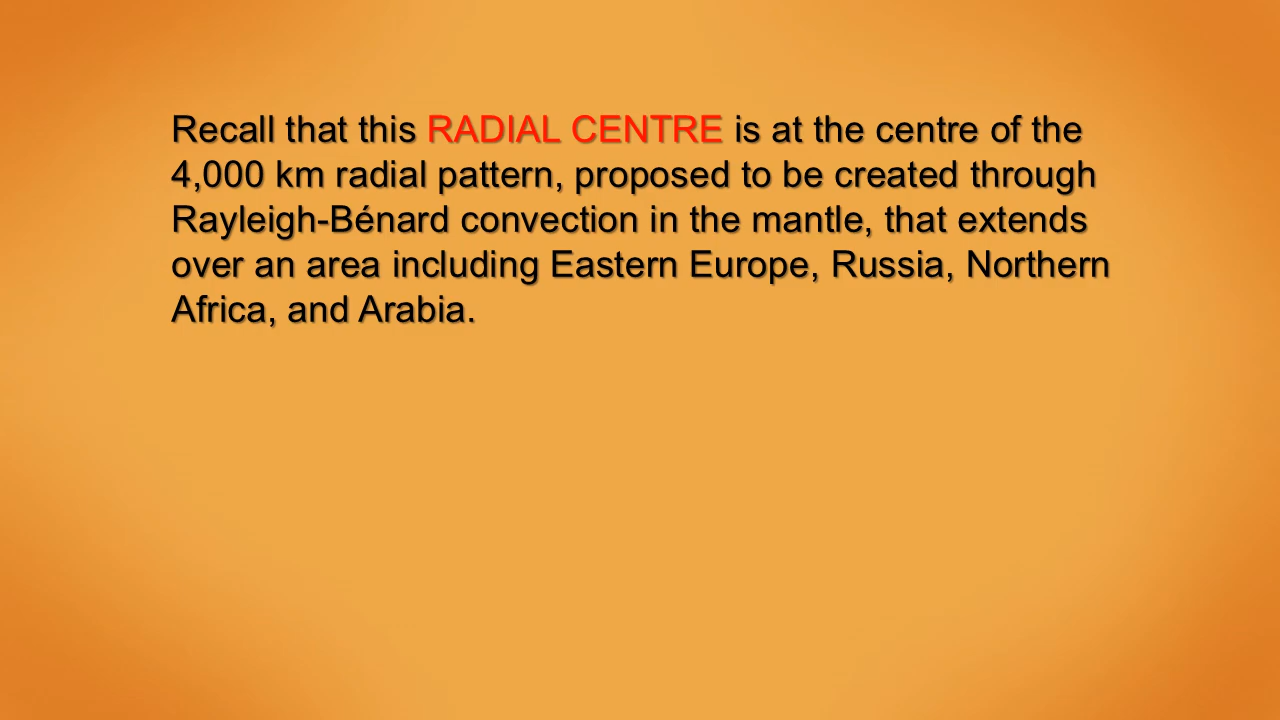 Recall that this RADIAL CENTRE is at the centre of the
4,000 km radial pattern, proposed to be created through
Rayleigh-Bénard convection in the mantle, that extends
over an area including Eastern Europe, Russia, Northern
Africa, and Arabia.